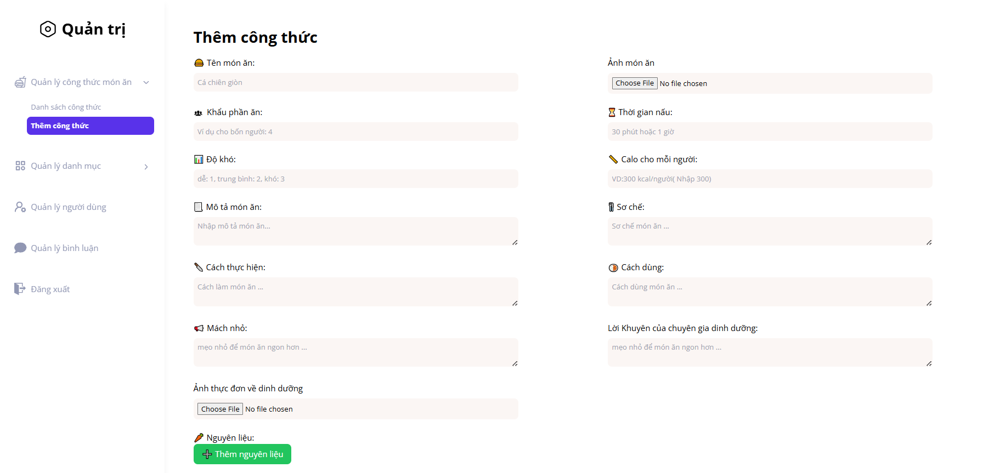 Quản trị
Quản lý công thức món ăn
Danh sách công thức
Thêm công thức
Quản lý danh mục
Quản lý người dùng
Quản lý bình luận
Đăng xuất
Thêm công thức
Tên món ăn:
Cá chiên giòn
Ảnh món ăn
Choose File No file chosen
Khẩu phần ăn:
Ví dụ cho bốn người: 4
Thời gian nấu:
30 phút hoặc 1 giờ
Độ khó:
dễ: 1, trung bình: 2, khó: 3
Calo cho mỗi người:
VD:300 kcal/người( Nhập 300)
Mô tả món ăn:
Nhập mô tả món ăn...
Sơ chế:
Sơ chế món ăn ...
Cách thực hiện:
Cách làm món ăn ...
Cách dùng:
Cách dùng món ăn ...
Mách nhỏ:
mẹo nhỏ để món ăn ngon hơn ...
Lời Khuyên của chuyên gia dinh dưỡng:
mẹo nhỏ để món ăn ngon hơn ...
Ảnh thực đơn về dinh dưỡng
Choose File No file chosen
Nguyên liệu:
Thêm nguyên liệu